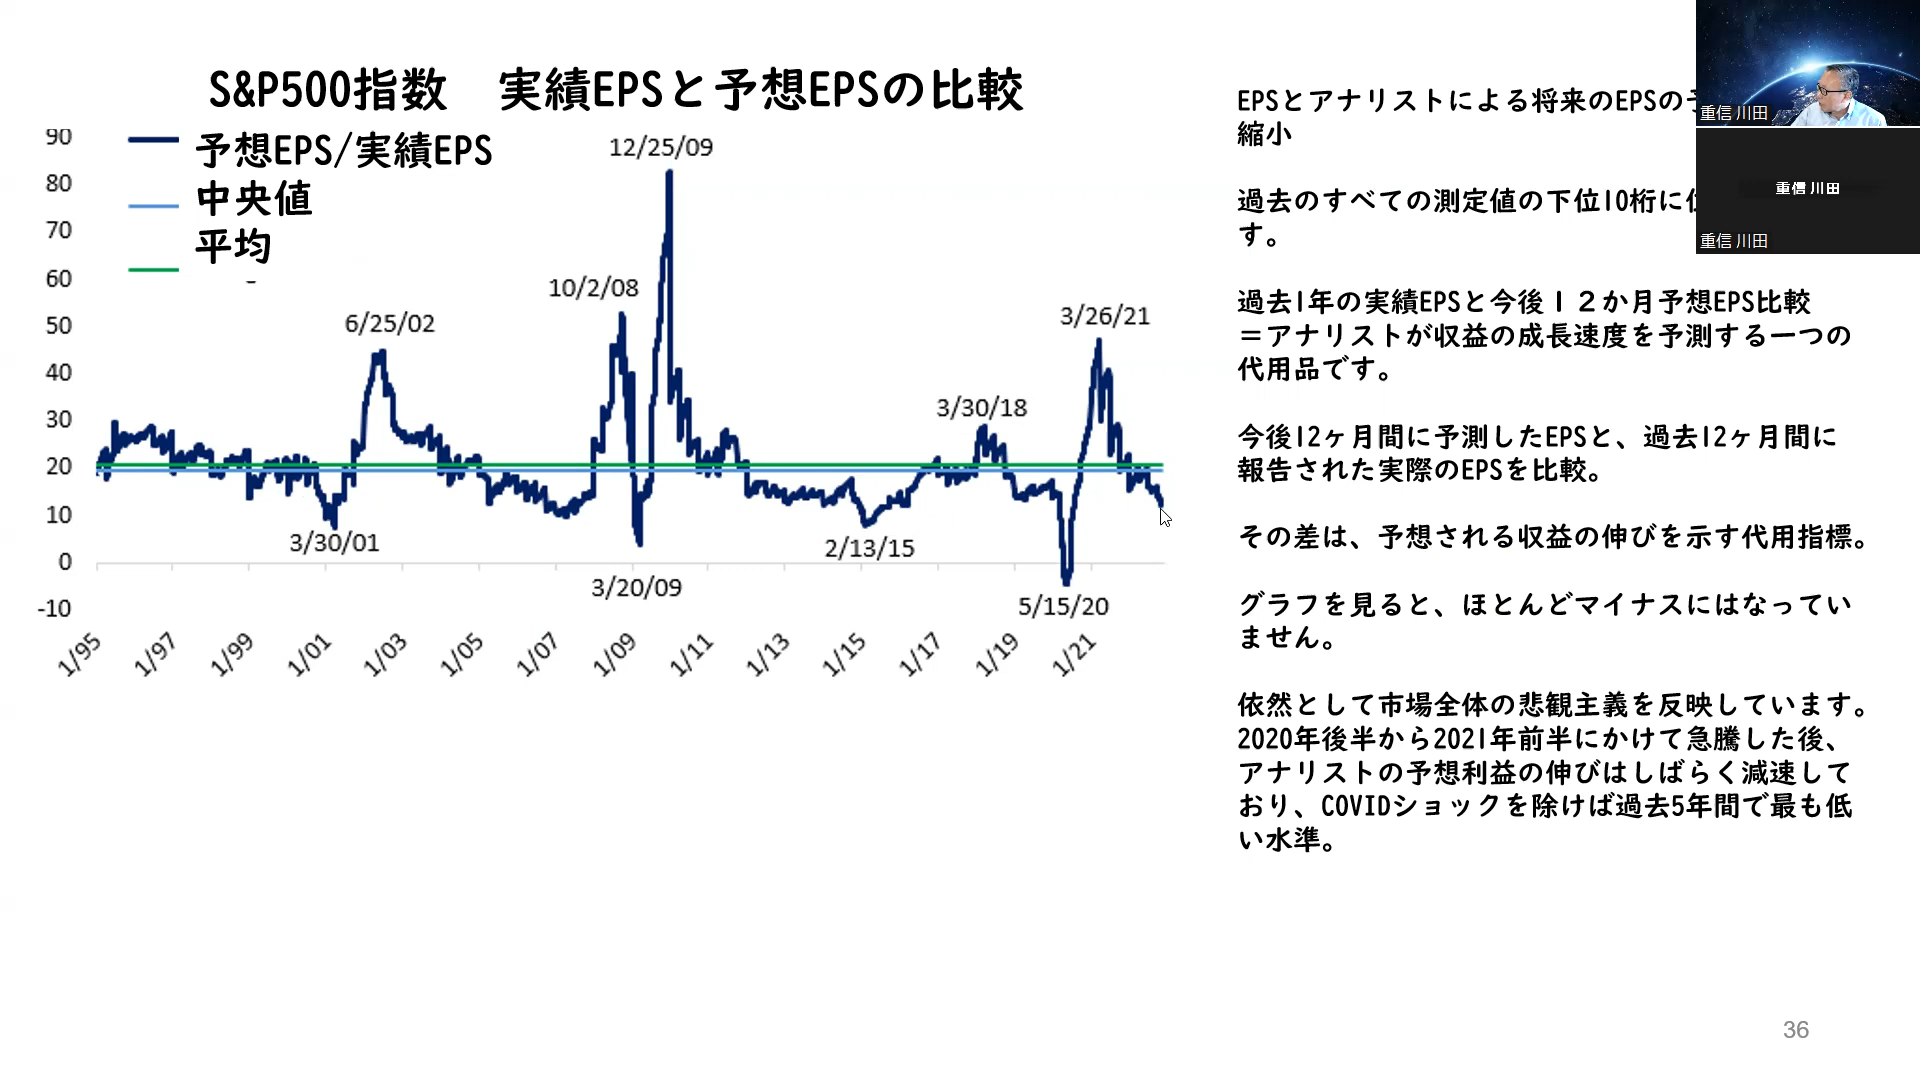 S&P500指数　実績EPSと予想EPSの比較
90
80
70
60
50
40
30
20
10
0
-10
予想EPS/実績EPS
中央値
平均
12/25/09
10/2/08
6/25/02
3/26/21
3/30/18
3/30/01
2/13/15
3/20/09
5/15/20
1/95
1/97
1/99
1/01
1/03
1/05
1/07
1/09
1/11
1/13
1/15
1/17
1/19
1/21
EPSとアナリストによる将来のEPSの
縮小
過去のすべての測定値の下位10桁に
す。
過去1年の実績EPSと今後１２か月予想EPS比較
＝アナリストが収益の成長速度を予測する一つの
代用品です。
今後12ヶ月間に予測したEPSと、過去12ヶ月間に
報告された実際のEPSを比較。
その差は、予想される収益の伸びを示す代用指標。
グラフを見ると、ほとんどマイナスにはなってい
ません。
依然として市場全体の悲観主義を反映しています。
2020年後半から2021年前半にかけて急騰した後、
アナリストの予想利益の伸びはしばらく減速して
おり、COVIDショックを除けば過去5年間で最も低
い水準。
重信 川田
重信 川田
重信 川田
36